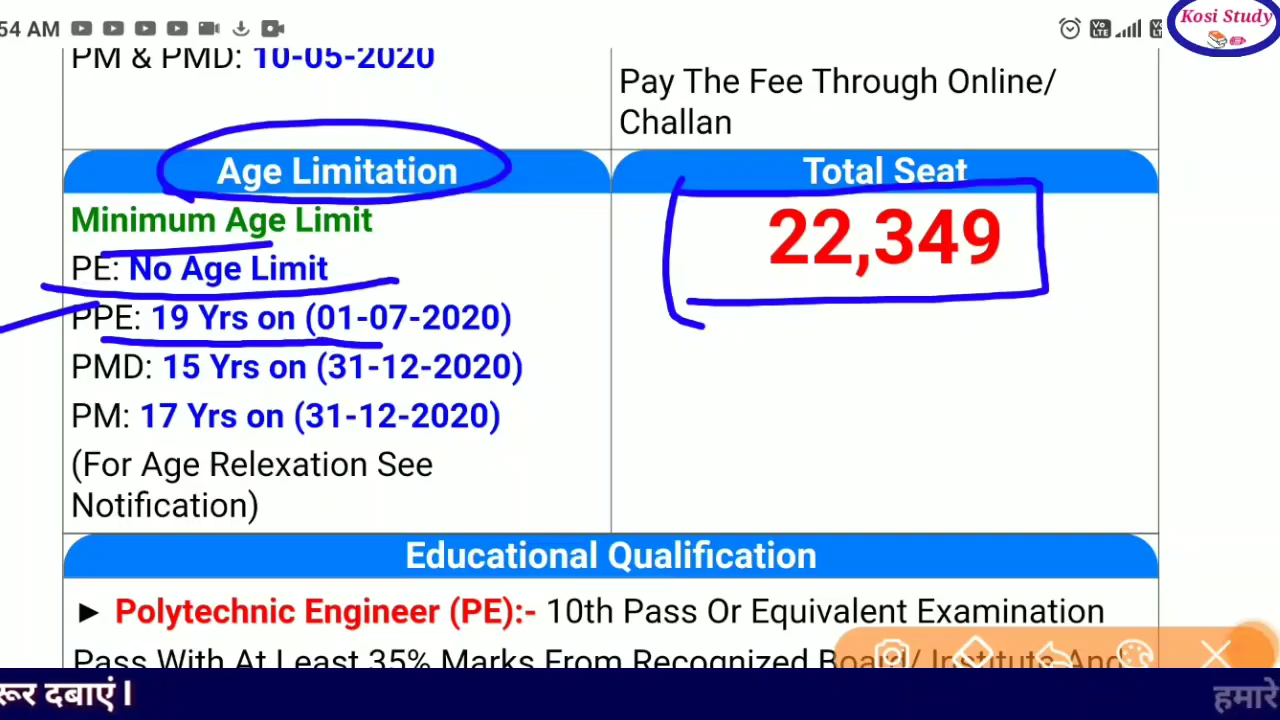 54 AM
Kosi Study
PM & PMD: 10-05-2020
Pay The Fee Through Online/
Challan
Age Limitation
Total Seat
Minimum Age Limit
22,349
PE: No Age Limit
PPE: 19 Yrs on (01-07-2020)
PMD: 15 Yrs on (31-12-2020)
PM: 17 Yrs on (31-12-2020)
(For Age Relexation See
Notification)
Educational Qualification
► Polytechnic Engineer (PE):- 10th Pass Or Equivalent Examination
Pass With At Least 35% Marks From Recognized Board/ Institute And
रूर दबाएं।
हमारे